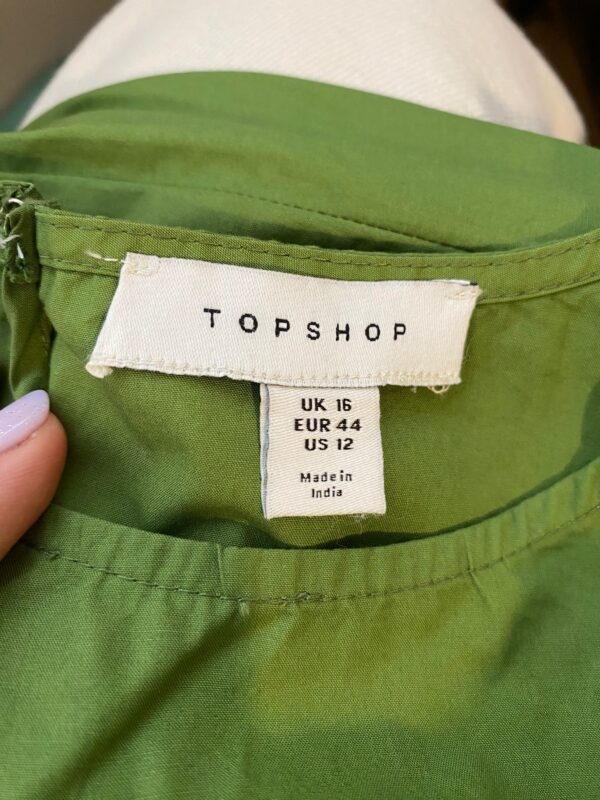 TOPSHOP
UK 16
EUR 44
US 12
Made in
India